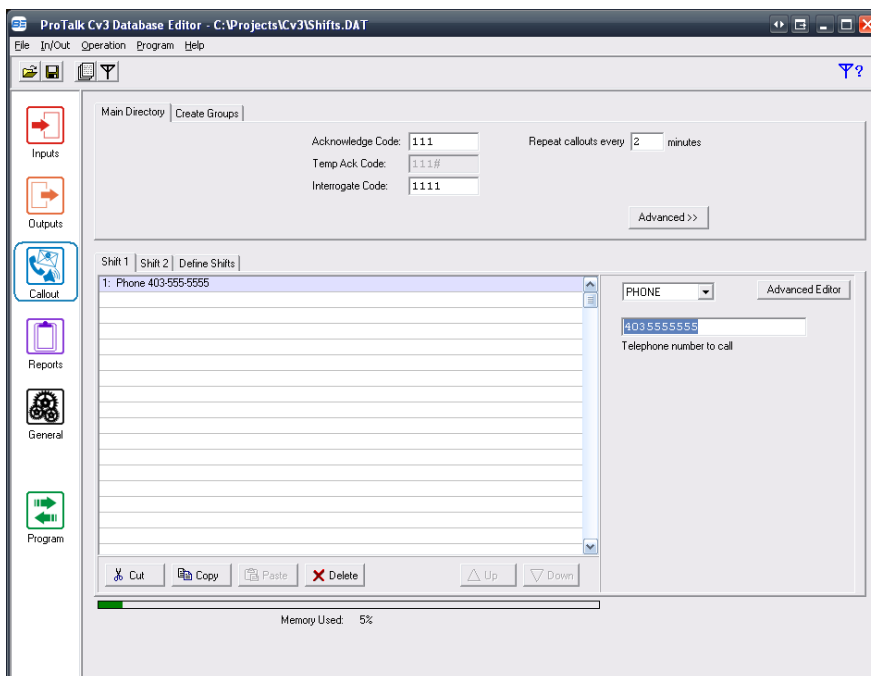 ProTalk Cv3 Database Editor - C:\Projects\Cv3\Shifts.DAT
File In/Out Operation Program Help
?
Main Directory Create Groups
Acknowledge Code: 111 Repeat callouts every 2 minutes
Temp Ack Code: 111#
Interrogate Code: 1111
Advanced >>
Inputs
Outputs
Callout
Reports
General
Program
Shift 1 Shift 2 Define Shifts
1: Phone 403-555-5555
PHONE Advanced Editor
4035555555
Telephone number to call
Cut Copy Paste Delete Up Down
Memory Used: 5%